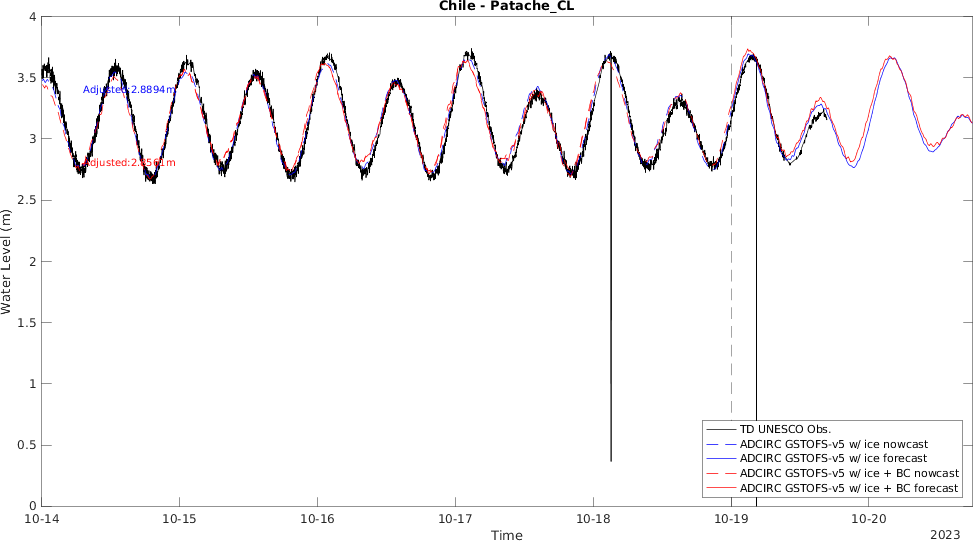 Chile - Patache_CL
4
3.5
3
2.5
2
1.5
1
0.5
0
Water Level (m)
Adjusted:2.8894m
TD UNESCO Obs.
ADCIRC GSTOFS-v5 w/ ice nowcast
ADCIRC GSTOFS-v5 w/ ice forecast
ADCIRC GSTOFS-v5 w/ ice + BC nowcast
ADCIRC GSTOFS-v5 w/ ice + BC forecast
10-14 10-15 10-16 10-17 10-18 10-19 10-20
Time
2023